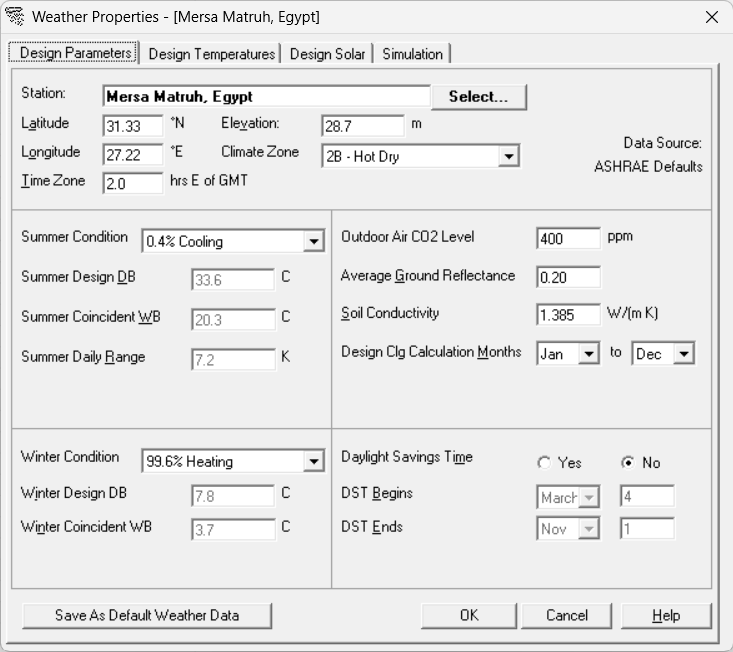 Weather Properties - [Mersa Matruh, Egypt]
Design Parameters Design Temperatures Design Solar Simulation
Station: Mersa Matruh, Egypt Select...
Latitude 31.33 °N Elevation: 28.7 m
Longitude 27.22 °E Climate Zone 2B - Hot Dry
Time Zone 2.0 hrs E of GMT
Data Source:
ASHRAE Defaults
Summer Condition 0.4% Cooling
Summer Design DB 33.6 C
Summer Coincident WB 20.3 C
Summer Daily Range 7.2 K
Outdoor Air CO2 Level 400 ppm
Average Ground Reflectance 0.20
Soil Conductivity 1.385 W/(m K)
Design Clg Calculation Months Jan to Dec
Winter Condition 99.6% Heating
Winter Design DB 7.8 C
Winter Coincident WB 3.7 C
Daylight Savings Time Yes No
DST Begins March 4
DST Ends Nov 1
Save As Default Weather Data OK Cancel Help